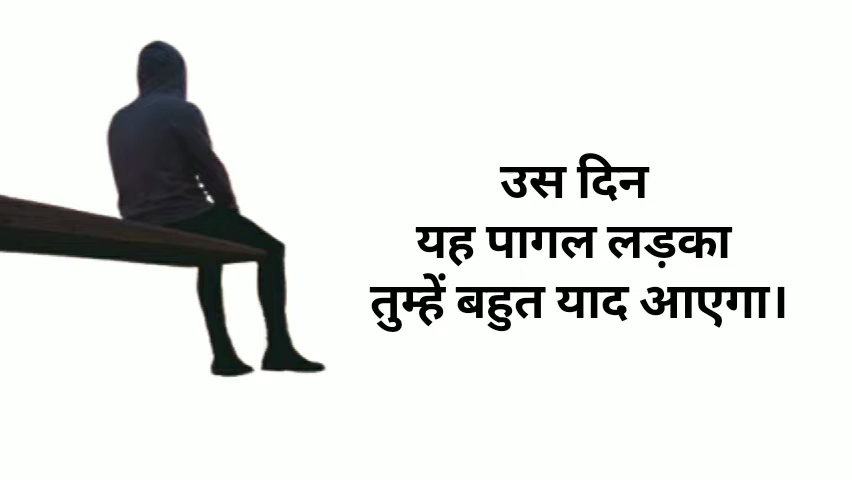 उस दिन
यह पागल लड़का
तुम्हें बहुत याद आएगा।